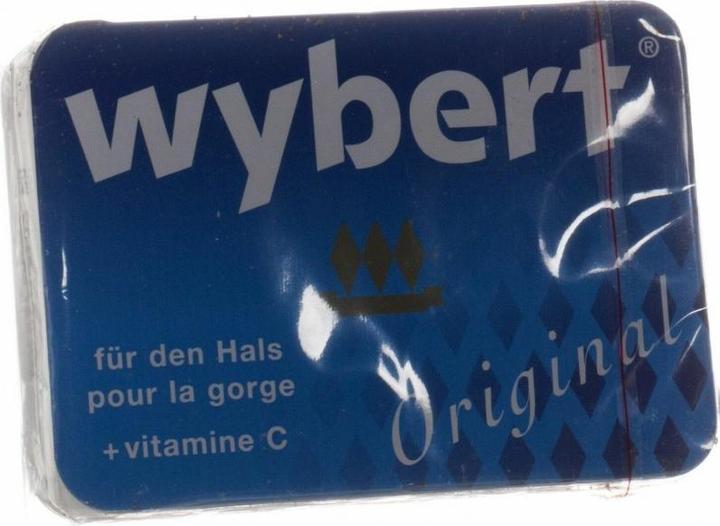 wybert®
für den Hals
pour la gorge
+ vitamine C
Original